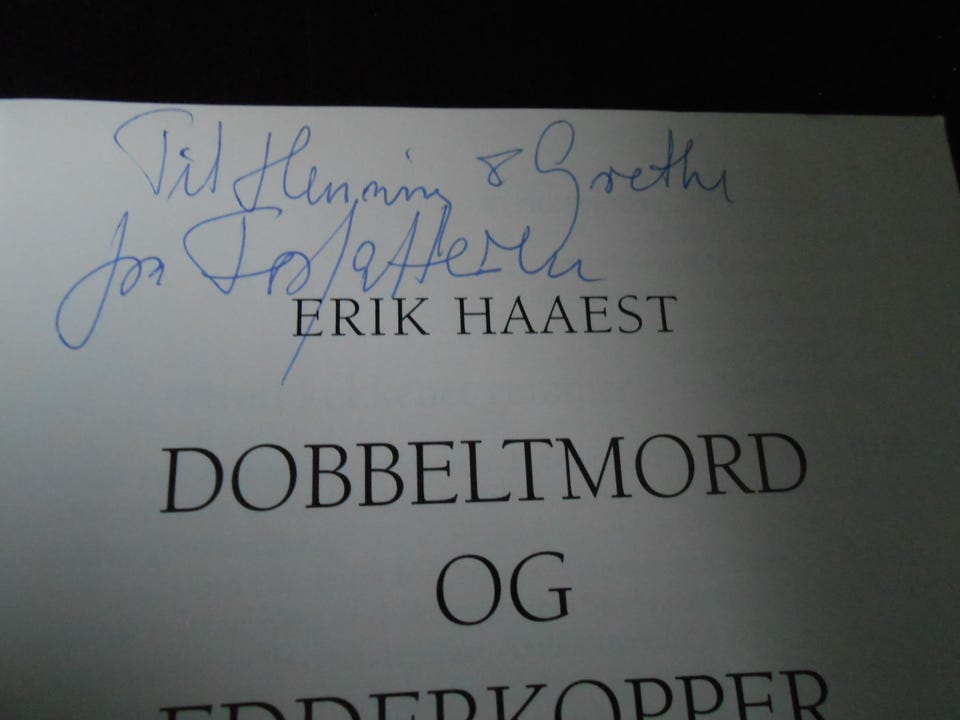 Til Henning & Grethe
fra Forfatteren
ERIK HAAEST
DOBBELTMORD
OG
EDDERKOPPER